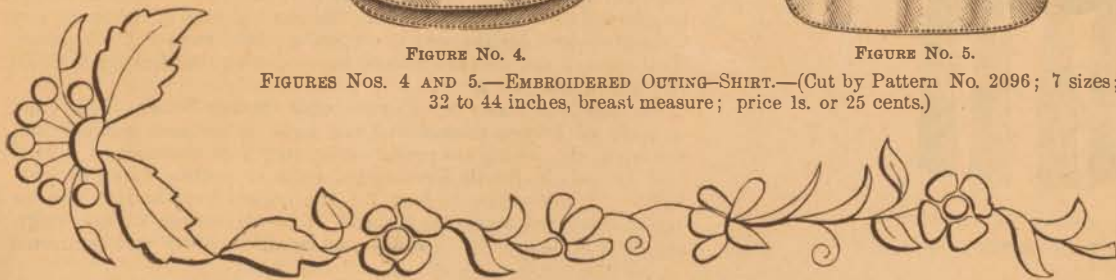 FIGURE NO. 4.
FIGURE NO. 5.
FIGURES NOS. 4 AND 5.—EMBROIDERED OUTING-SHIRT.—(Cut by Pattern No. 2096; 7 sizes;
32 to 44 inches, breast measure; price 1s. or 25 cents.)